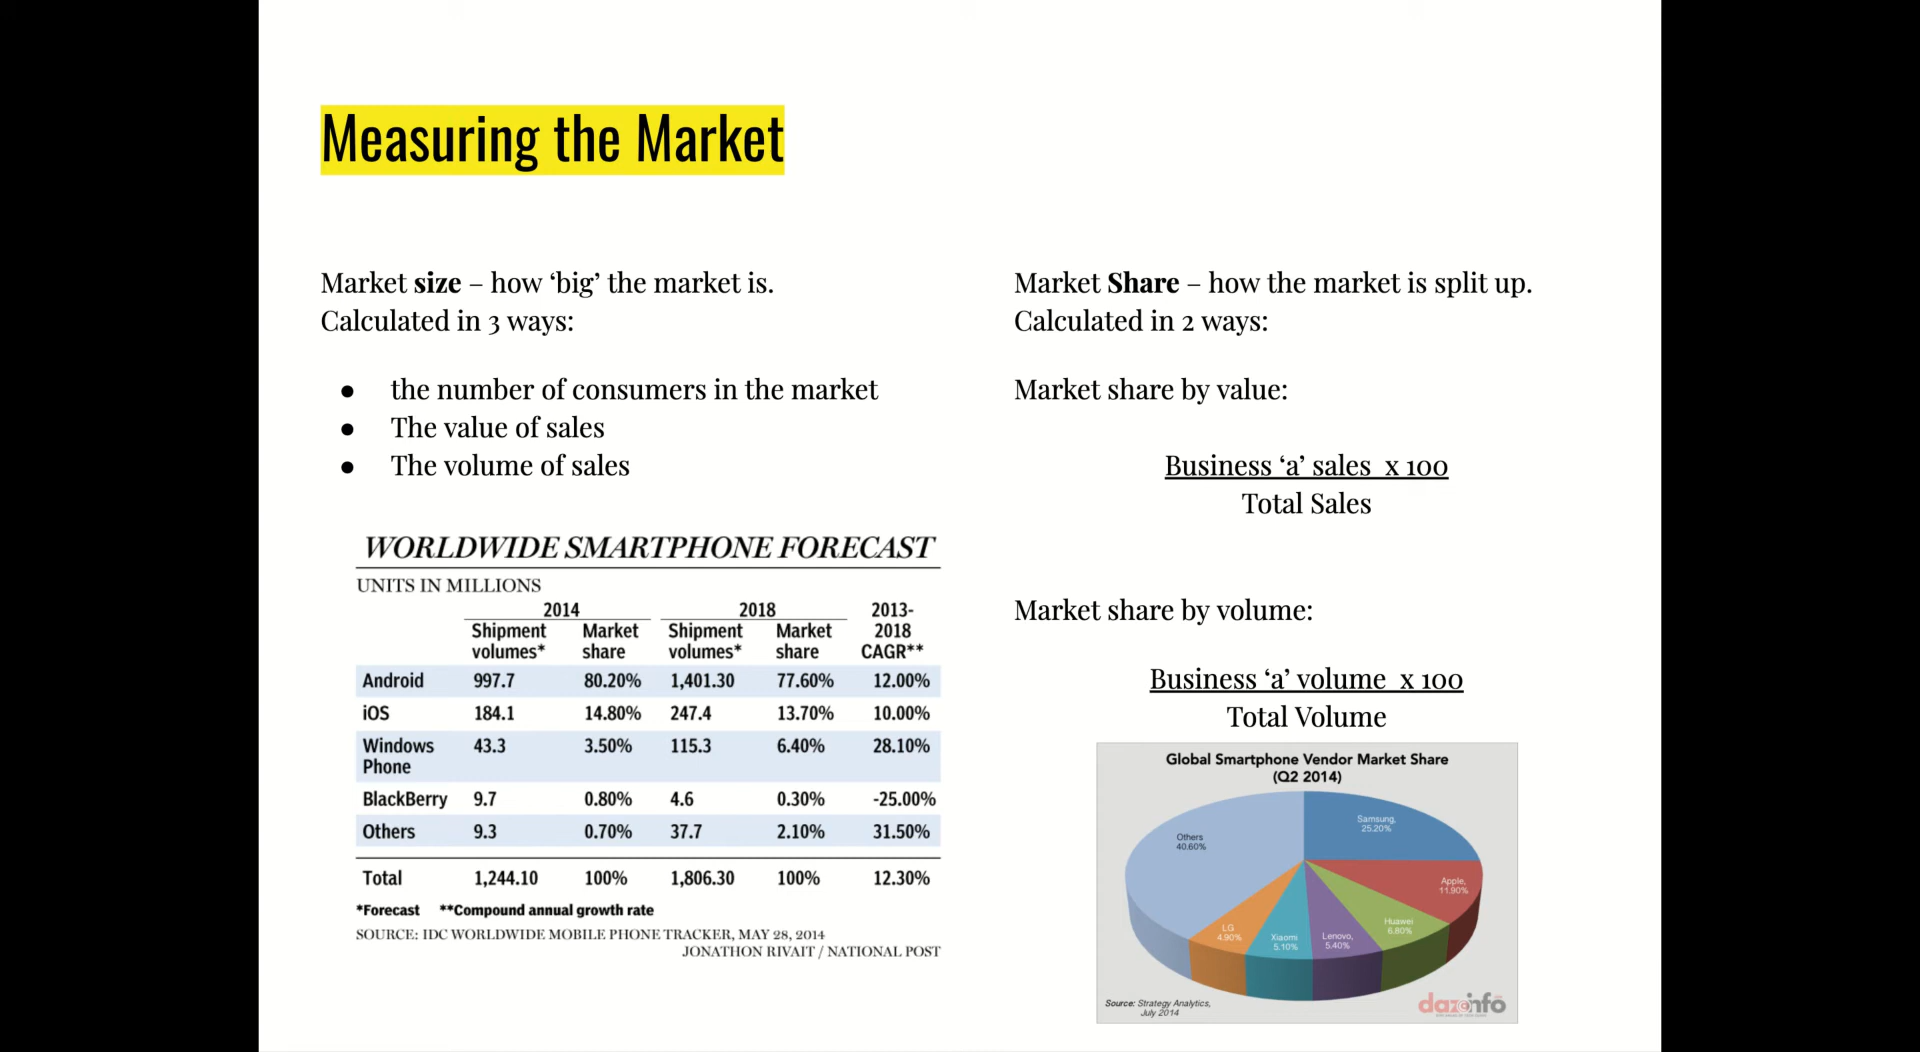 Measuring the Market
Market size – how ‘big’ the market is.
Calculated in 3 ways:
● the number of consumers in the market
● The value of sales
● The volume of sales
WORLDWIDE SMARTPHONE FORECAST
UNITS IN MILLIONS
2014 2018 2013-
Shipment Market Shipment Market 2018
volumes* share volumes* share CAGR**
Android 997.7 80.20% 1,401.30 77.60% 12.00%
iOS 184.1 14.80% 247.4 13.70% 10.00%
Windows 43.3 3.50% 115.3 6.40% 28.10%
Phone
BlackBerry 9.7 0.80% 4.6 0.30% -25.00%
Others 9.3 0.70% 37.7 2.10% 31.50%
Total 1,244.10 100% 1,806.30 100% 12.30%
*Forecast **Compound annual growth rate
SOURCE: IDC WORLDWIDE MOBILE PHONE TRACKER, MAY 28, 2014
JONATHON RIVAIT / NATIONAL POST
Market Share – how the market is split up.
Calculated in 2 ways:
Market share by value:
Business ‘a’ sales x 100
Total Sales
Market share by volume:
Business ‘a’ volume x 100
Total Volume
Global Smartphone Vendor Market Share
(Q2 2014)
Samsung,
25.20%
Apple,
11.90%
Huawei
6.80%
Lenovo,
5.40%
Xiaomi
5.10%
LG
4.90%
Others
40.60%
Source: Strategy Analytics,
July 2014
dazeinfo